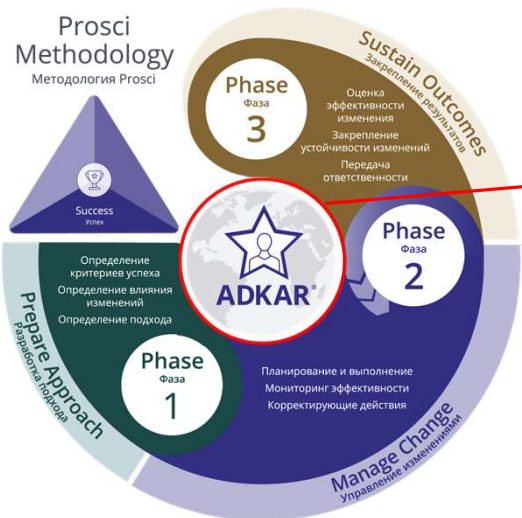 Prosci
Methodology
Методология Prosci
Success
Успех
Phase
Фаза
1
Определение
критериев успеха
Определение влияния
изменений
Определение подхода
Prepare Approach
Разработка подхода
Phase
Фаза
2
Планирование и выполнение
Мониторинг эффективности
Корректирующие действия
Manage Change
Управление изменениями
Phase
Фаза
3
Оценка
эффективности
изменения
Закрепление
устойчивости изменений
Передача
ответственности
Sustain Outcomes
Закрепление результатов
ADKAR®